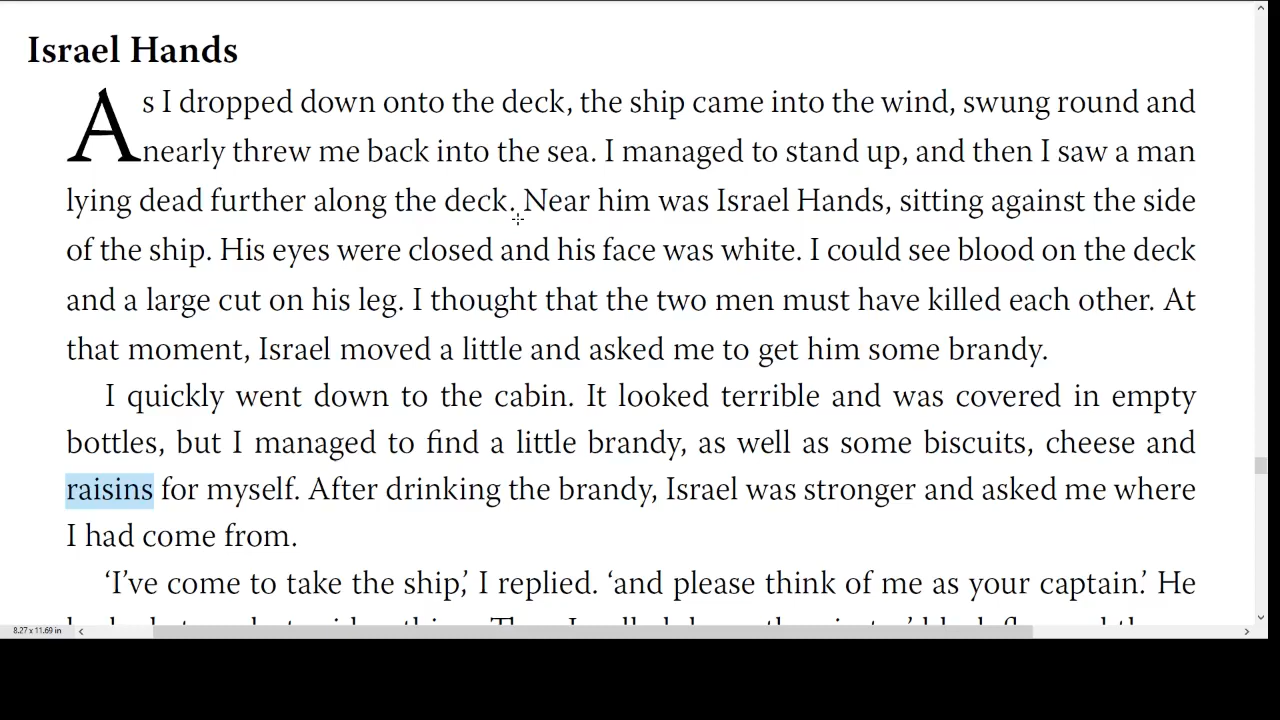 Israel Hands
As I dropped down onto the deck, the ship came into the wind, swung round and
nearly threw me back into the sea. I managed to stand up, and then I saw a man
lying dead further along the deck. Near him was Israel Hands, sitting against the side
of the ship. His eyes were closed and his face was white. I could see blood on the deck
and a large cut on his leg. I thought that the two men must have killed each other. At
that moment, Israel moved a little and asked me to get him some brandy.
I quickly went down to the cabin. It looked terrible and was covered in empty
bottles, but I managed to find a little brandy, as well as some biscuits, cheese and
raisins for myself. After drinking the brandy, Israel was stronger and asked me where
I had come from.
‘I’ve come to take the ship,’ I replied. ‘and please think of me as your captain.’ He
8.27 x 11.69 in